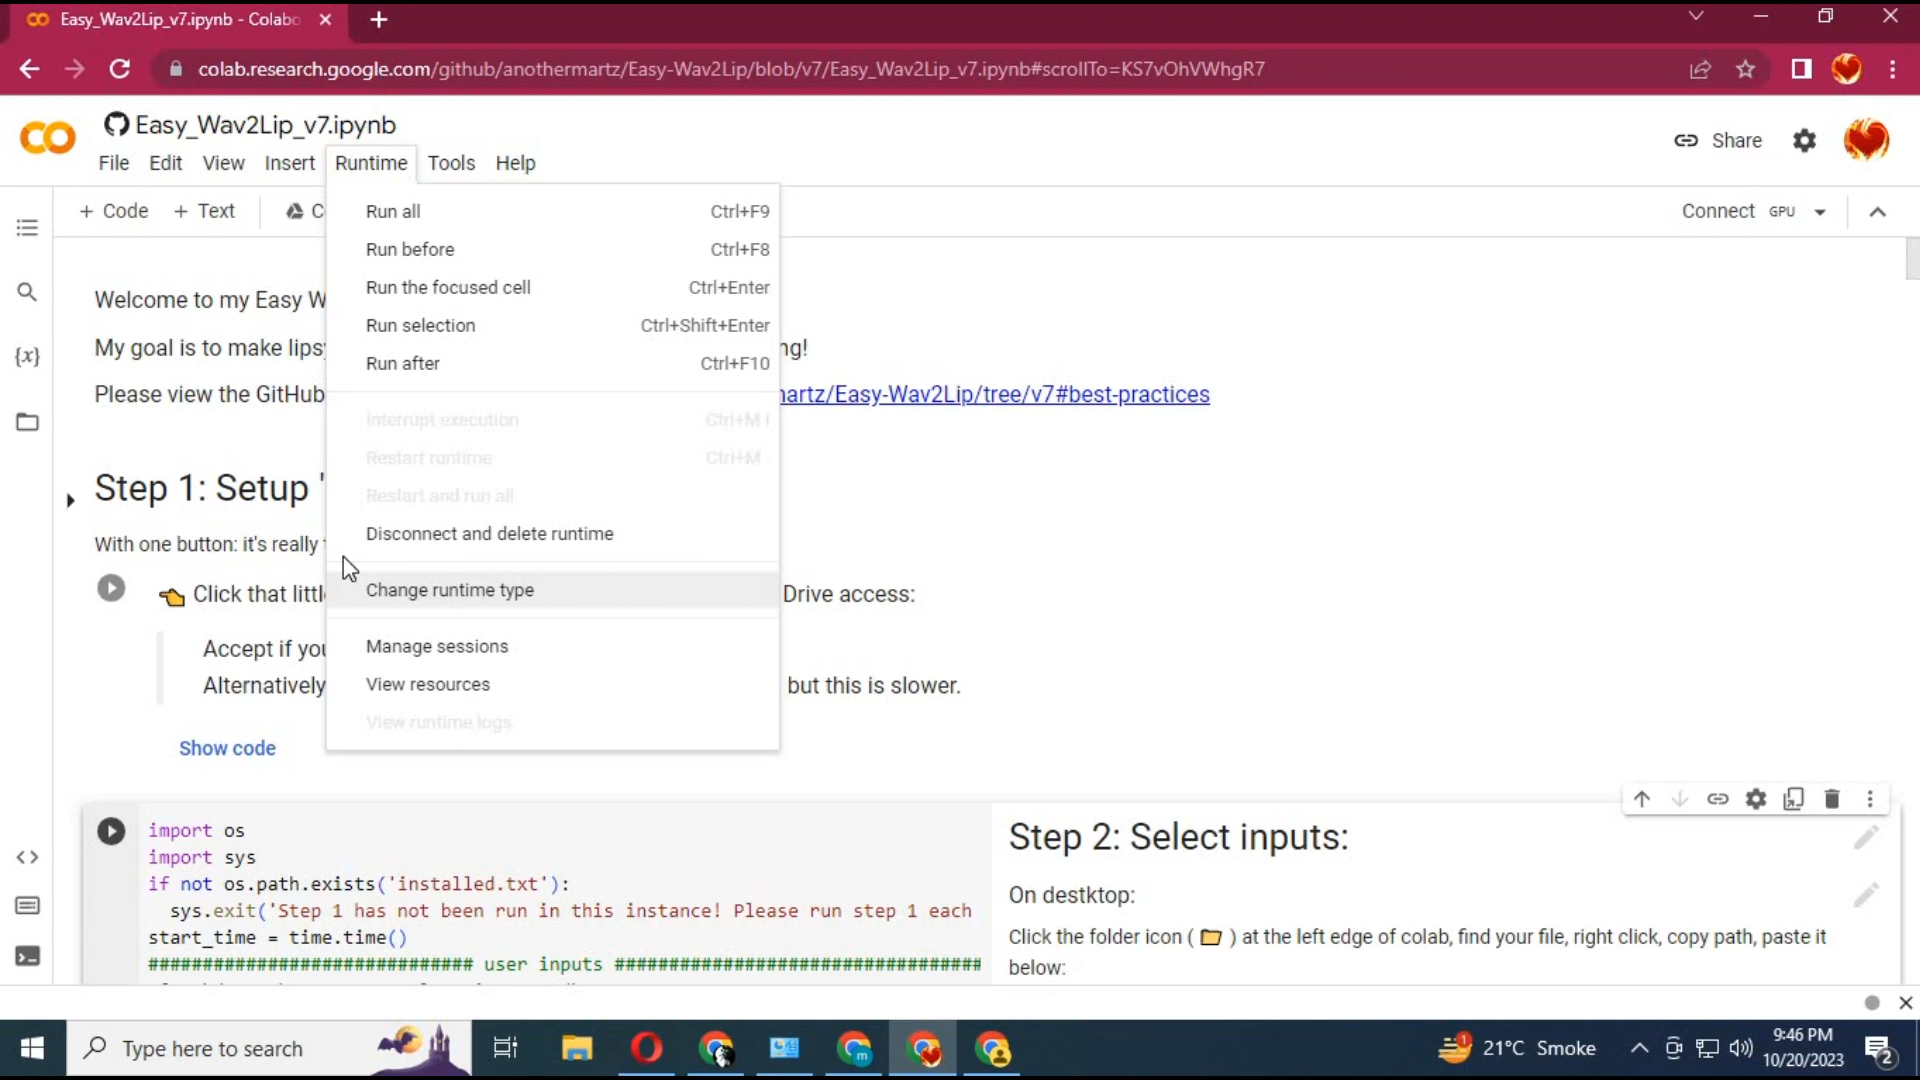 Easy_Wav2Lip_v7.ipynb - Colabo
colab.research.google.com/github/anothermartz/Easy-Wav2Lip/blob/v7/Easy_Wav2Lip_v7.ipynb#scrollTo=KS7vOhVWhgR7
Easy_Wav2Lip_v7.ipynb
Share
File Edit View Insert Runtime Tools Help
+ Code + Text C
Connect GPU
Run all Ctrl+F9
Run before Ctrl+F8
Run the focused cell Ctrl+Enter
Run selection Ctrl+Shift+Enter
Run after Ctrl+F10
Interrupt execution Ctrl+M I
Restart runtime Ctrl+M .
Restart and run all
Disconnect and delete runtime
Change runtime type
Manage sessions
View resources
View runtime logs
Welcome to my Easy W
My goal is to make lipsy ng!
Please view the GitHub artz/Easy-Wav2Lip/tree/v7#best-practices
Step 1: Setup "
With one button: it's really
Click that littl Drive access:
Accept if you
Alternatively but this is slower.
Show code
import os
import sys
if not os.path.exists('installed.txt'):
sys.exit('Step 1 has not been run in this instance! Please run step 1 each
start_time = time.time()
############################## user inputs ##################################
Step 2: Select inputs:
On destktop:
Click the folder icon ( ) at the left edge of colab, find your file, right click, copy path, paste it
below:
{x}
Type here to search
1
21°C Smoke
9:46 PM
10/20/2023
2